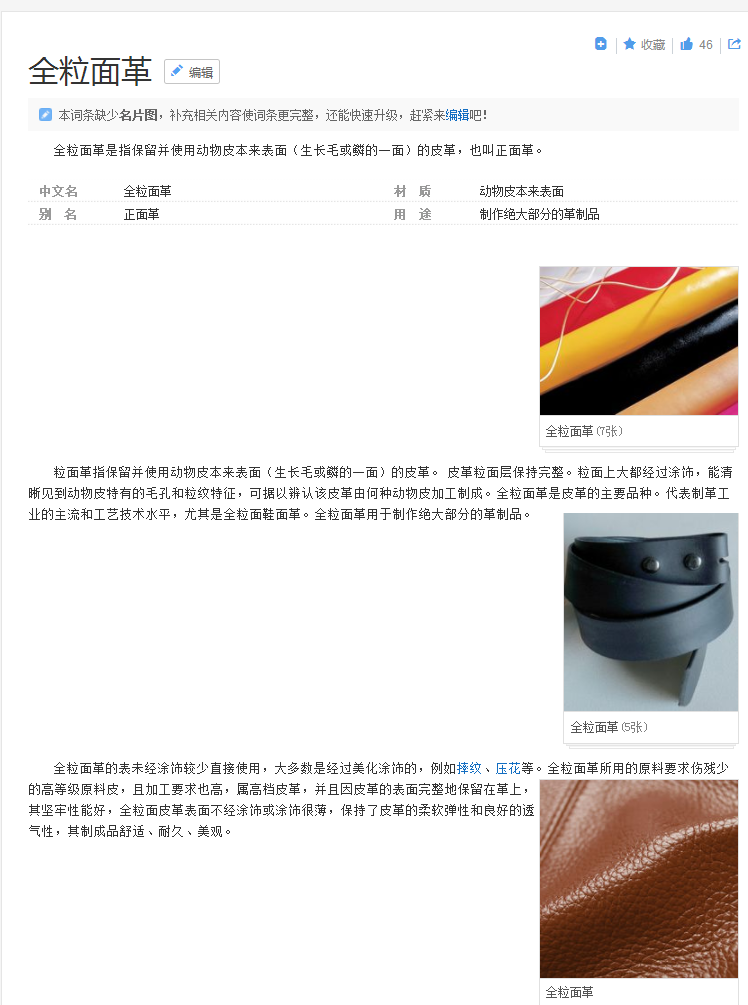 收藏 46
全粒面革 编辑
本词条缺少名片图，补充相关内容使词条更完整，还能快速升级，赶紧来编辑吧！
全粒面革是指保留并使用动物皮本来表面（生长毛或鳞的一面）的皮革，也叫正面革。
中文名 全粒面革 材 质 动物皮本来表面
别 名 正面革 用 途 制作绝大部分的革制品
全粒面革 (7张)
粒面革指保留并使用动物皮本来表面（生长毛或鳞的一面）的皮革。 皮革粒面层保持完整。粒面上大都经过涂饰，能清
晰见到动物皮特有的毛孔和粒纹特征，可据以辨认该皮革由何种动物皮加工制成。全粒面革是皮革的主要品种。代表制革工
业的主流和工艺技术水平，尤其是全粒面鞋面革。全粒面革用于制作绝大部分的革制品。
全粒面革 (5张)
全粒面革的表未经涂饰较少直接使用，大多数是经过美化涂饰的，例如摔纹、压花等。全粒面革所用的原料要求伤残少
的高等级原料皮，且加工要求也高，属高档皮革，并且因皮革的表面完整地保留在革上，
其坚牢性能好，全粒面皮革表面不经涂饰或涂饰很薄，保持了皮革的柔软弹性和良好的透
气性，其制成品舒适、耐久、美观。
全粒面革